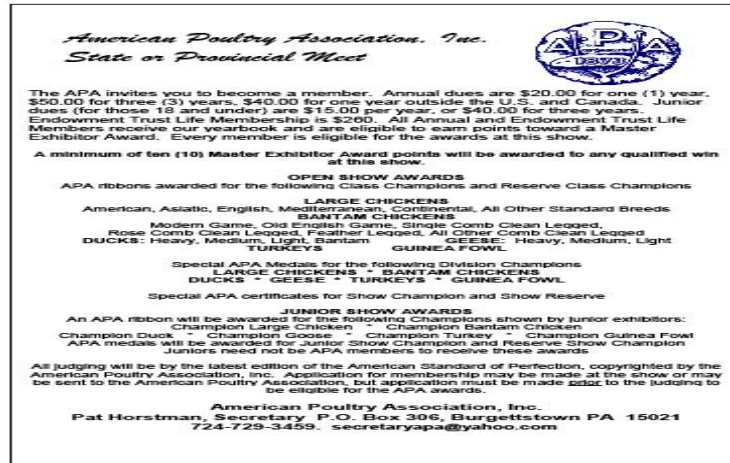 American Poultry Association, Inc.
State or Provincial Meet
APA
1873
The APA invites you to become a member. Annual dues are $20.00 for one (1) year,
$50.00 for three (3) years, $40.00 for one year outside the U.S. and Canada. Junior
dues (for those 18 and under) are $15.00 per year, or $40.00 for three years.
Endowment Trust Life Membership is $260. All Annual and Endowment Trust Life
Members receive our yearbook and are eligible to earn points toward a Master
Exhibitor Award. Every member is eligible for the awards at this show.
A minimum of ten (10) Master Exhibitor Award points will be awarded to any qualified win
at this show.
OPEN SHOW AWARDS
APA ribbons awarded for the following Class Champions and Reserve Class Champions
LARGE CHICKENS
American, Asiatic, English, Mediterranean, Continental, All Other Standard Breeds
BANTAM CHICKENS
Modern Game, Old English Game, Single Comb Clean Legged,
Rose Comb Clean Legged, Feather Legged, All Other Comb Clean Legged
DUCKS: Heavy, Medium, Light, Bantam GEESE: Heavy, Medium, Light
TURKEYS GUINEA FOWL
Special APA Medals for the following Division Champions
LARGE CHICKENS * BANTAM CHICKENS
DUCKS * GEESE * TURKEYS * GUINEA FOWL
Special APA certificates for Show Champion and Show Reserve
JUNIOR SHOW AWARDS
An APA ribbon will be awarded for the following Champions shown by junior exhibitors:
Champion Large Chicken * Champion Bantam Chicken
Champion Duck * Champion Goose * Champion Turkey * Champion Guinea Fowl
APA medals will be awarded for Junior Show Champion and Reserve Show Champion
Juniors need not be APA members to receive these awards
All judging will be by the latest edition of the American Standard of Perfection, copyrighted by the
American Poultry Association, Inc. Application for membership may be made at the show or may
be sent to the American Poultry Association, but application must be made prior to the judging to
be eligible for the APA awards.
American Poultry Association, Inc.
Pat Horstman, Secretary P.O. Box 306, Burgettstown PA 15021
724-729-3459. secretaryapa@yahoo.com